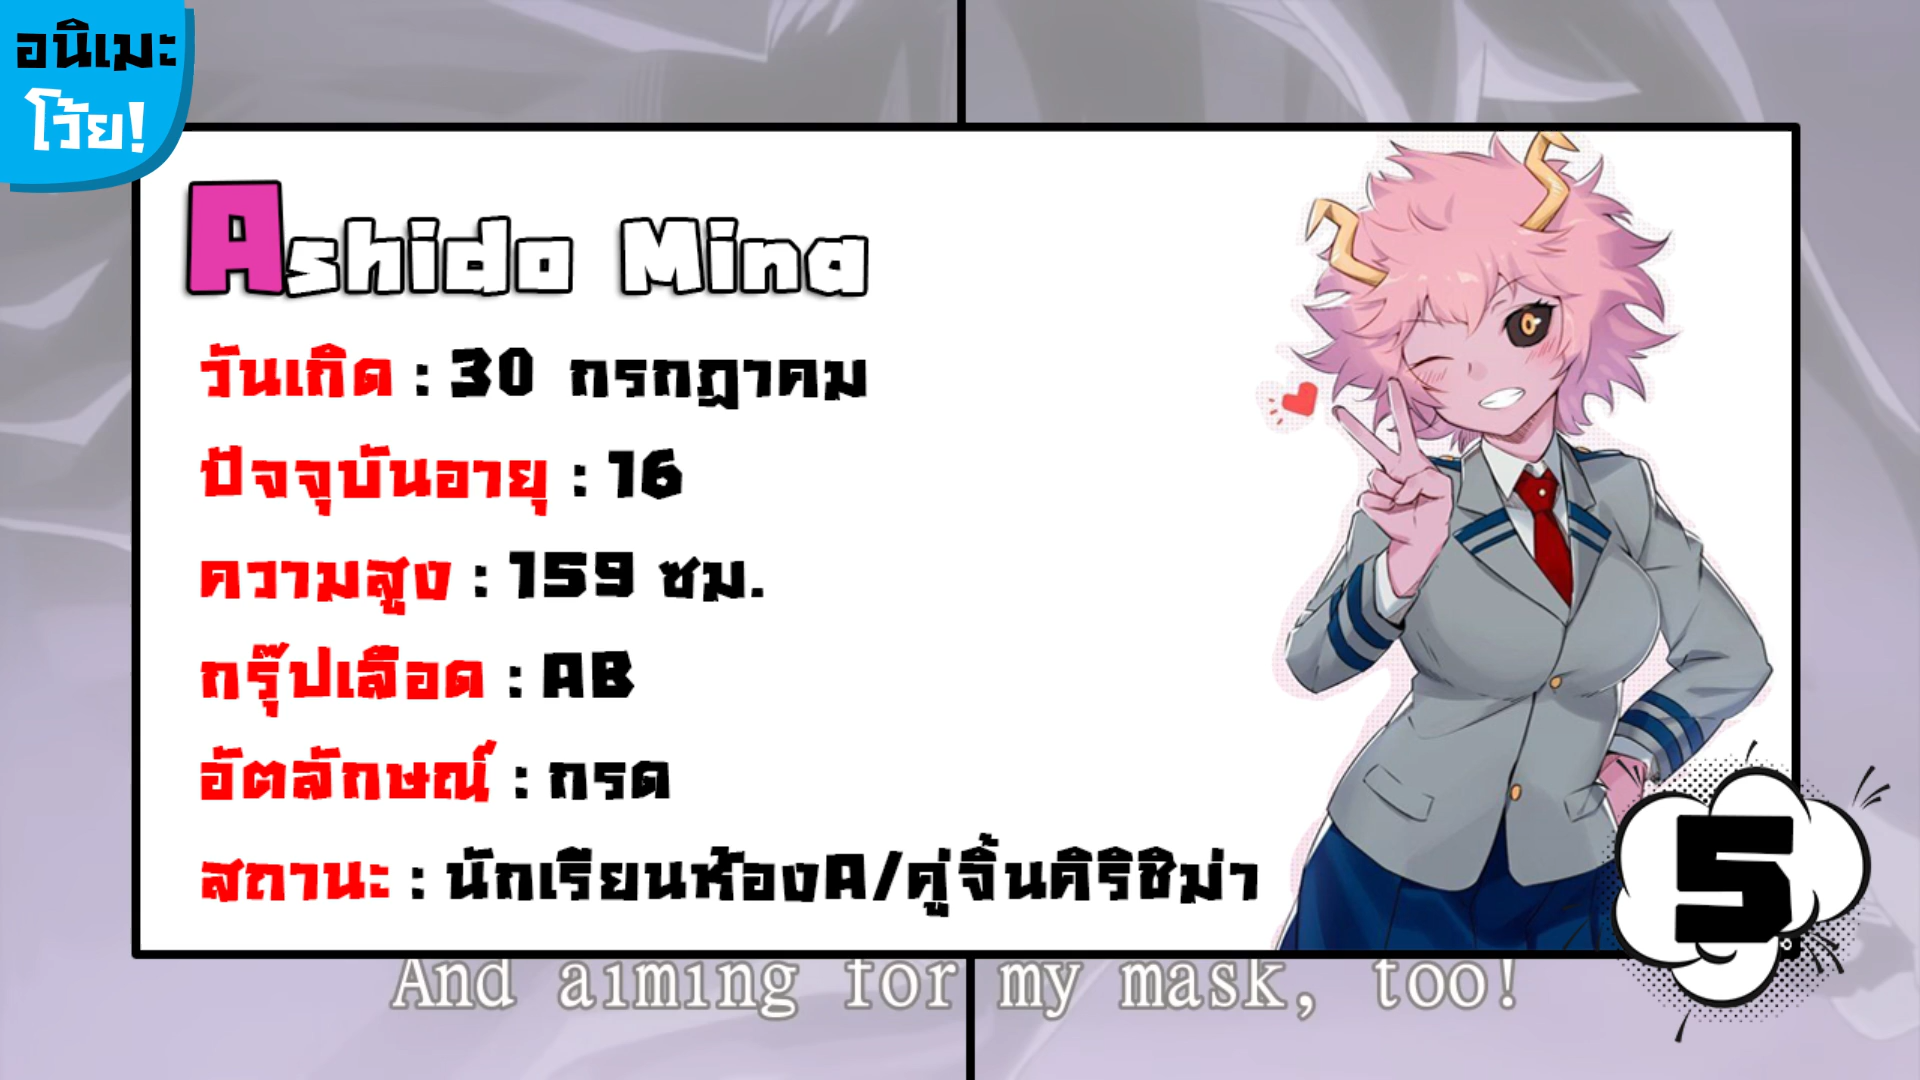 อนิเมะ
โว้ย!
Ashido Mina
วันเกิด : 30 กรกฎาคม
ปัจจุบันอายุ : 16
ความสูง : 159 ซม.
กรุ๊ปเลือด : AB
อัตลักษณ์ : กรด
สถานะ : นักเรียนห้องA/คู่จิ้นคิริชิม่า
5
And aiming for my mask, too!